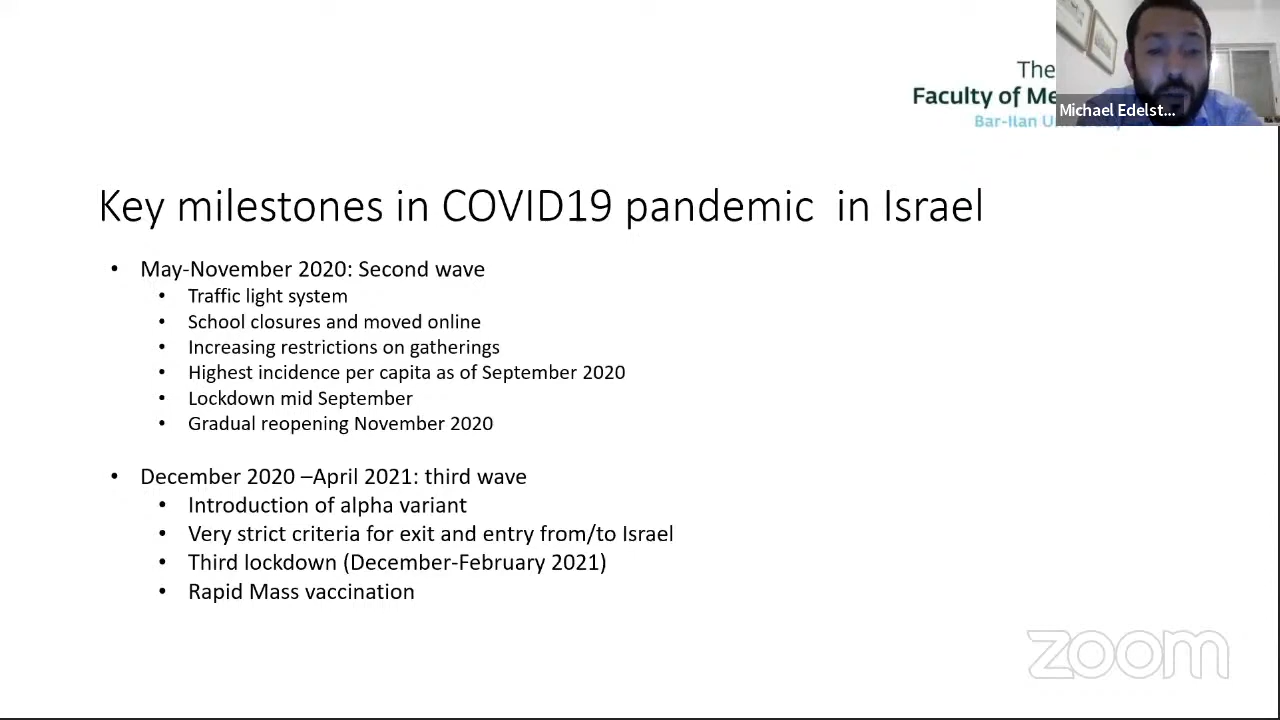 The
Faculty of Me
Bar-Ilan U
Michael Edelst...
Key milestones in COVID19 pandemic  in Israel
• May-November 2020: Second wave
• Traffic light system
• School closures and moved online
• Increasing restrictions on gatherings
• Highest incidence per capita as of September 2020
• Lockdown mid September
• Gradual reopening November 2020
• December 2020 –April 2021: third wave
• Introduction of alpha variant
• Very strict criteria for exit and entry from/to Israel
• Third lockdown (December-February 2021)
• Rapid Mass vaccination
zoom